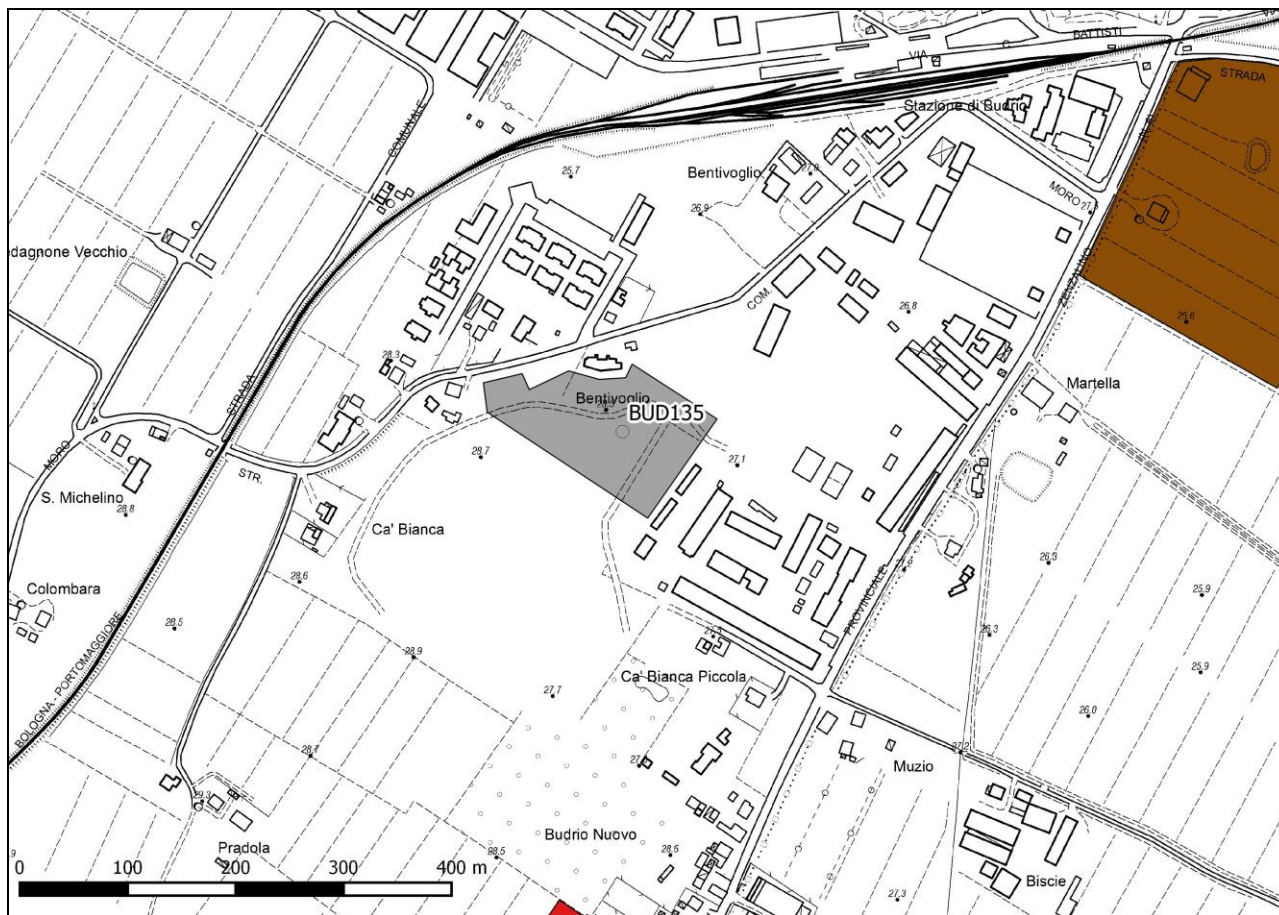 BATTISTI
VIA
C.
STRADA
Stazione di Budrio
COMUNALE
25,7
Bentivoglio
27,0
26,9
MORO
edagnone Vecchio
ZENZALINO
COM.
26,8
25,6
28,3
Martella
STRADA
Bentivoglio
BUD135
MORO
28,7
27,1
STR.
S. Michelino
28,8
Ca' Bianca
28,6
26,3
Colombara
25,9
28,5
PROVINCIALE
26,3
28,9
25,9
Ca' Bianca Piccola
27,7
BOLOGNA - PORTOMAGGIORE
26,0
28,7
27,2
Muzio
29,3
Budrio Nuovo
Pradola
28,5
28,6
0 100 200 300 400 m
Biscie
27,3